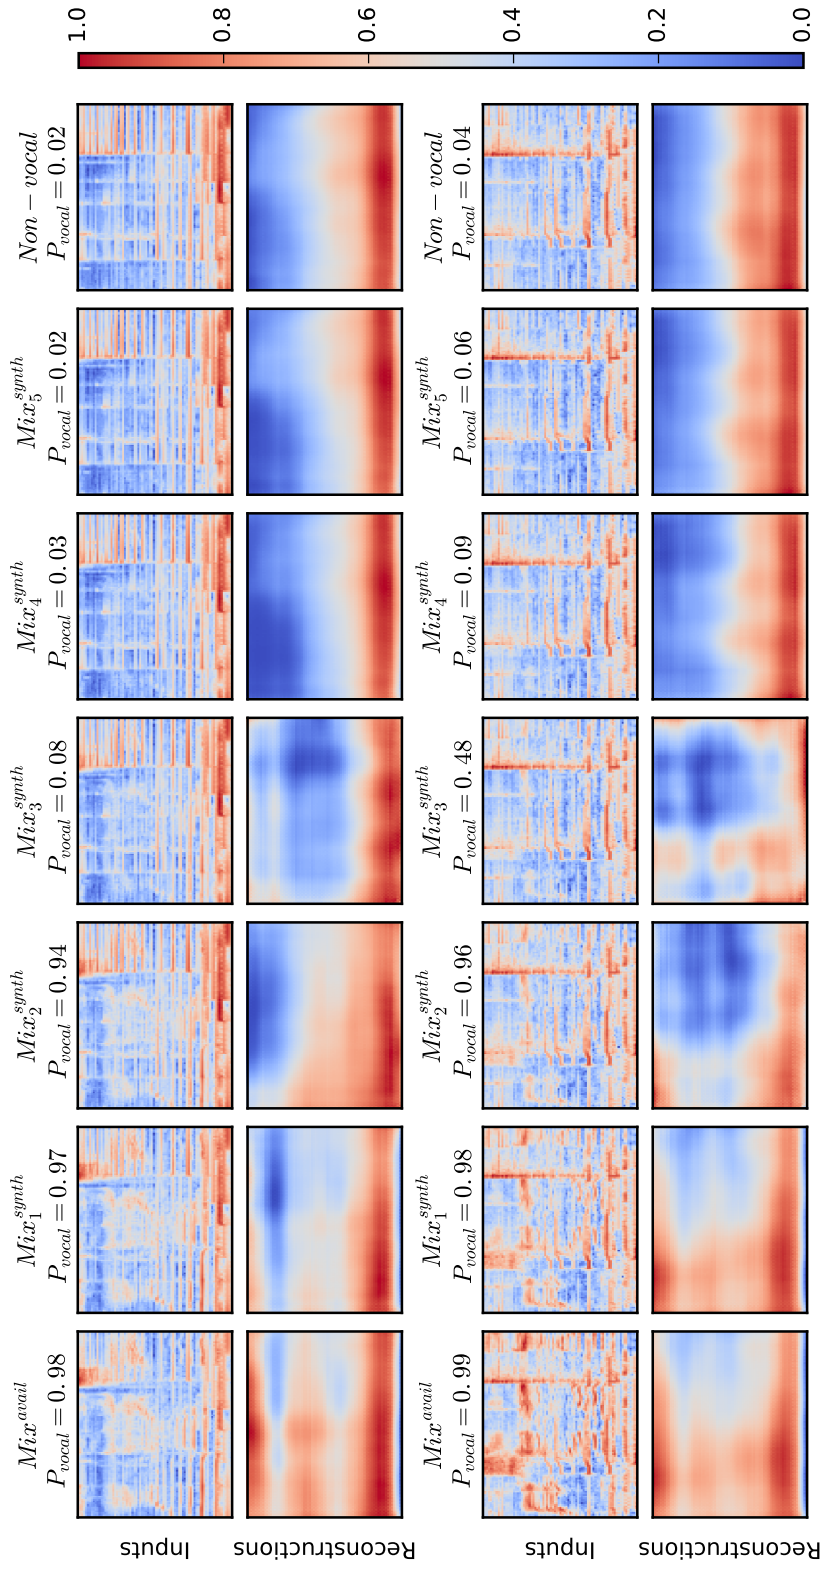 Mix^{avail} Mix_1^{synth} Mix_2^{synth} Mix_3^{synth} Mix_4^{synth} Mix_5^{synth} Non − vocal
P_{vocal} = 0.98 P_{vocal} = 0.97 P_{vocal} = 0.94 P_{vocal} = 0.08 P_{vocal} = 0.03 P_{vocal} = 0.02 P_{vocal} = 0.02
Inputs
Reconstructions
Mix^{avail} Mix_1^{synth} Mix_2^{synth} Mix_3^{synth} Mix_4^{synth} Mix_5^{synth} Non − vocal
P_{vocal} = 0.99 P_{vocal} = 0.98 P_{vocal} = 0.96 P_{vocal} = 0.48 P_{vocal} = 0.09 P_{vocal} = 0.06 P_{vocal} = 0.04
Inputs
Reconstructions
1.0
0.8
0.6
0.4
0.2
0.0